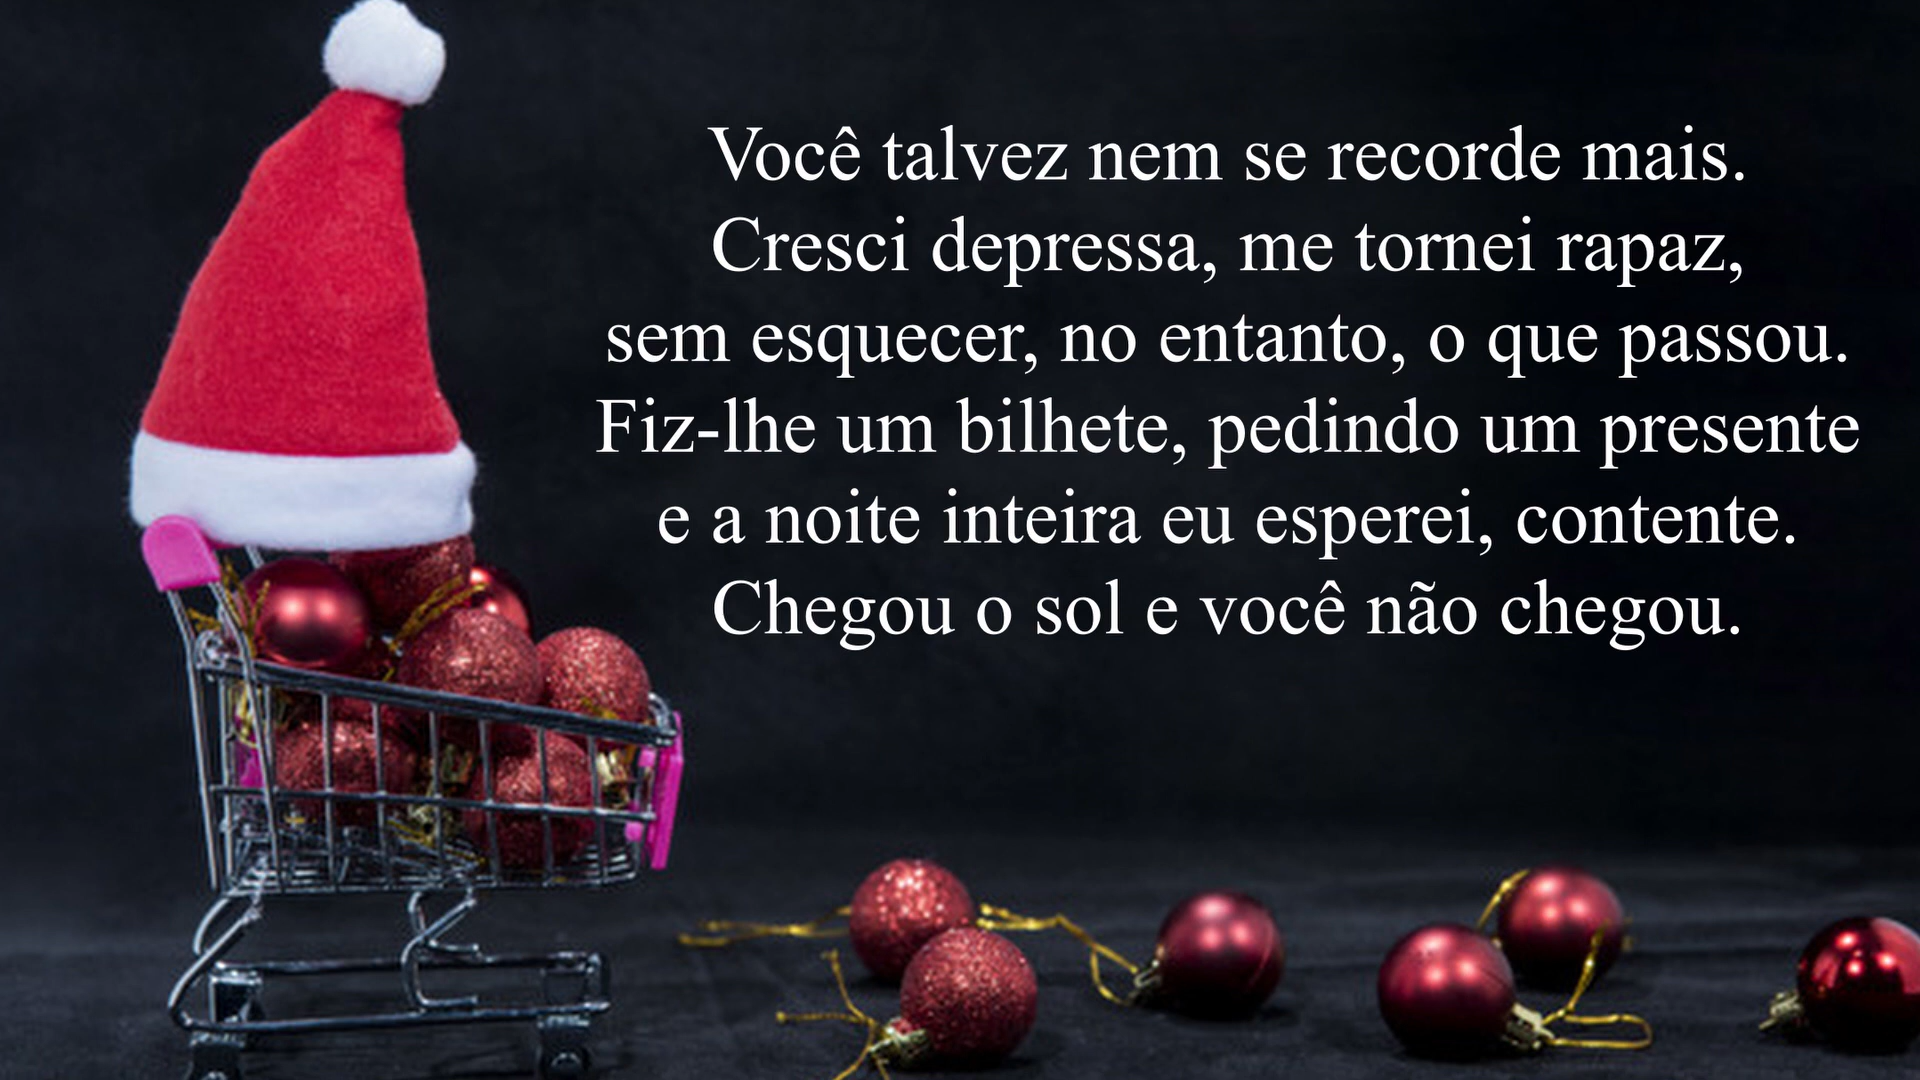 Você talvez nem se recorde mais.
Cresci depressa, me tornei rapaz,
sem esquecer, no entanto, o que passou.
Fiz-lhe um bilhete, pedindo um presente
e a noite inteira eu esperei, contente.
Chegou o sol e você não chegou.